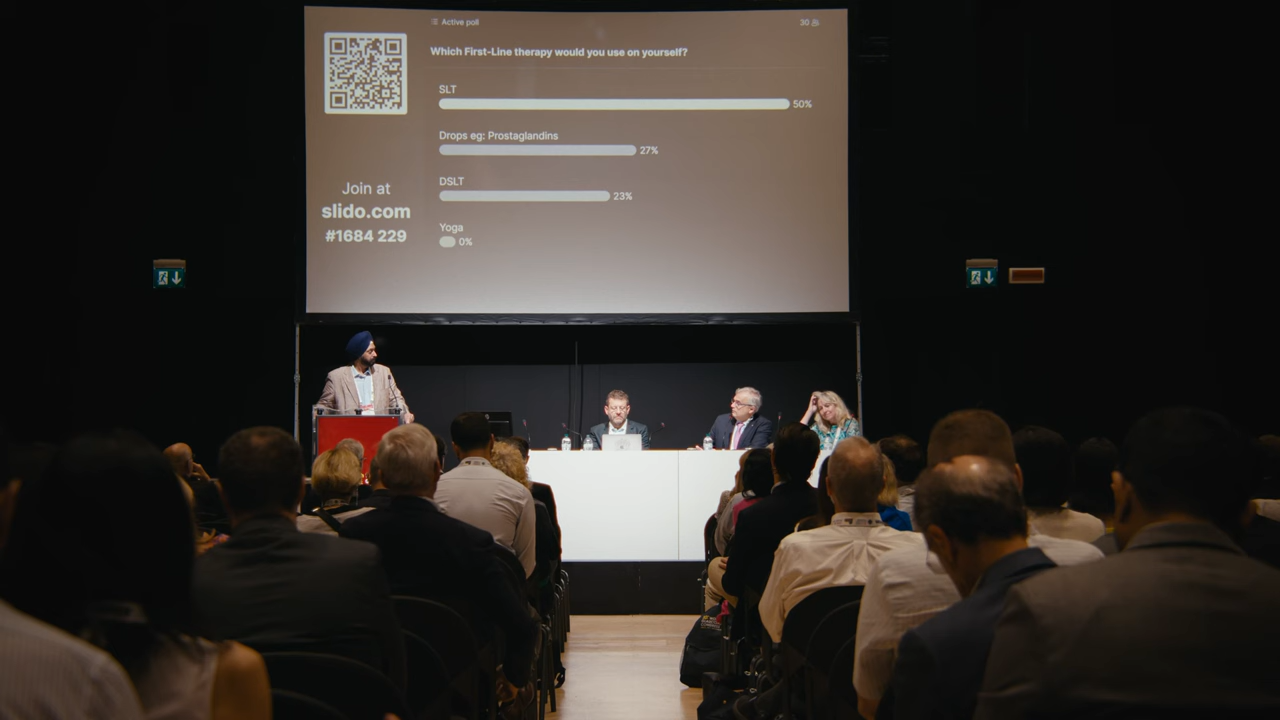 Active poll
30
Which First-Line therapy would you use on yourself?
SLT
50%
Drops eg: Prostaglandins
27%
DSLT
23%
Yoga
0%
Join at
slido.com
#1684 229